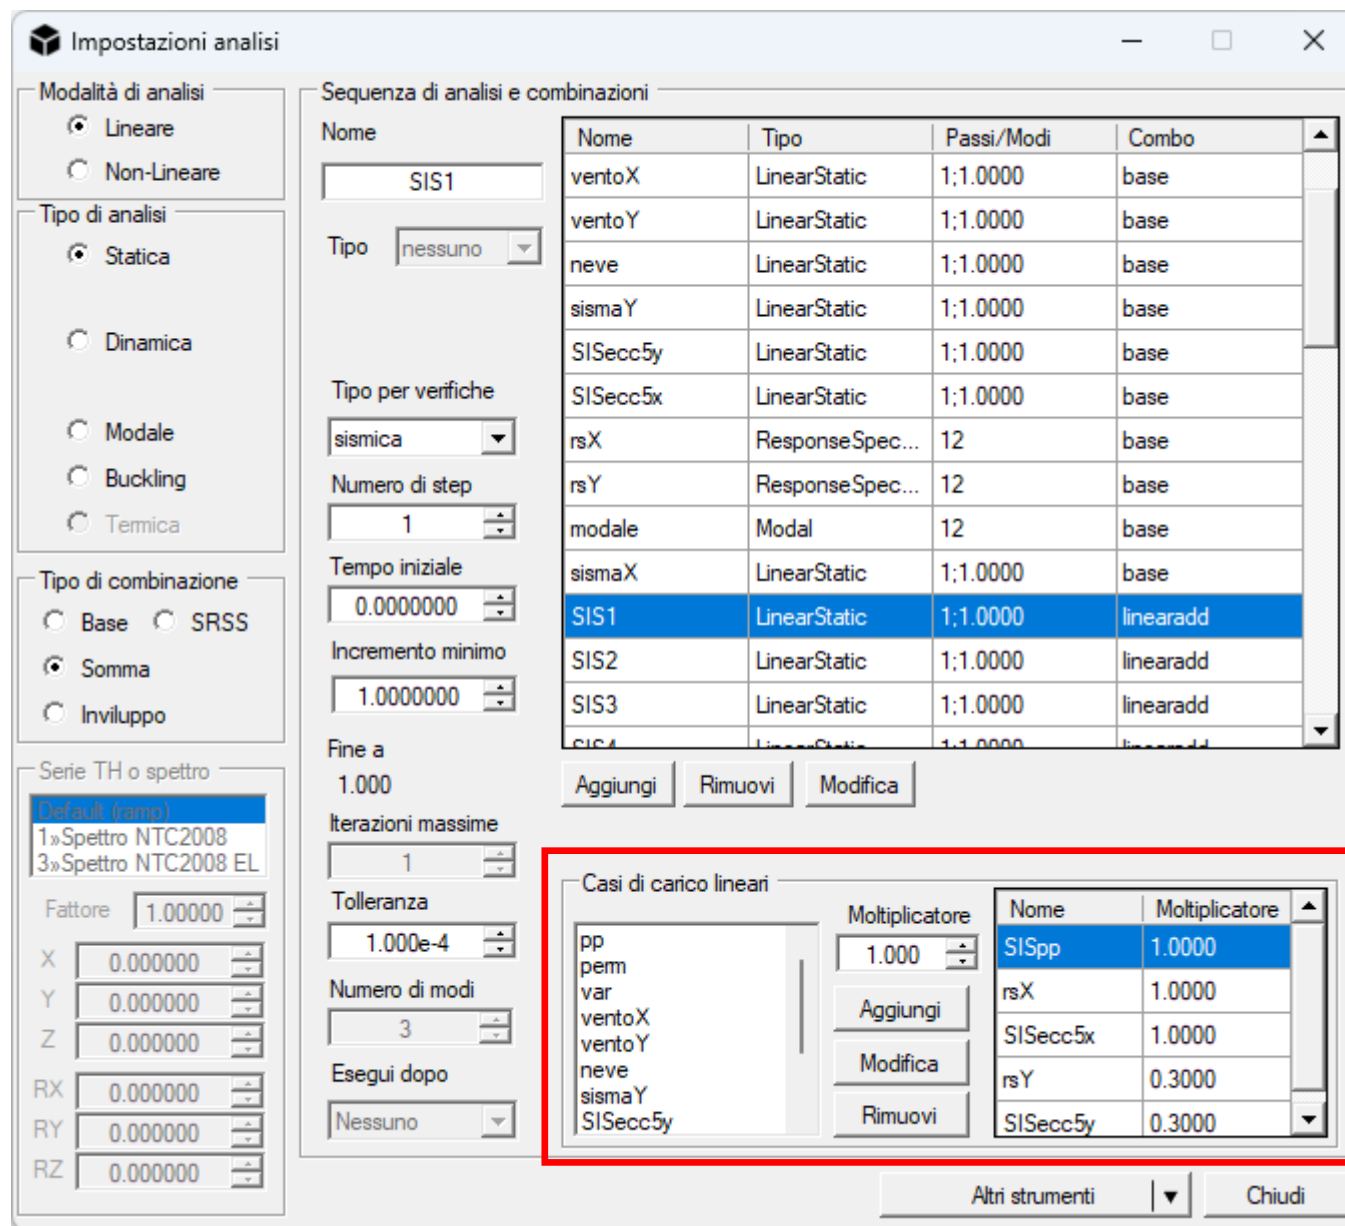 Impostazioni analisi
Modalità di analisi
Lineare
Non-Lineare
Tipo di analisi
Statica
Dinamica
Modale
Buckling
Termica
Tipo di combinazione
Base SRSS
Somma
Inviluppo
Serie TH o spettro
Default (ramp)
1»Spettro NTC2008
3»Spettro NTC2008 EL
Fattore 1.00000
X 0.000000
Y 0.000000
Z 0.000000
RX 0.000000
RY 0.000000
RZ 0.000000
Sequenza di analisi e combinazioni
Nome
SIS1
Tipo nessuno
Tipo per verifiche
sismica
Numero di step
1
Tempo iniziale
0.0000000
Incremento minimo
1.0000000
Fine a
1.000
Iterazioni massime
1
Tolleranza
1.000e-4
Numero di modi
3
Esegui dopo
Nessuno
Nome Tipo Passi/Modi Combo
ventoX LinearStatic 1;1.0000 base
ventoY LinearStatic 1;1.0000 base
neve LinearStatic 1;1.0000 base
sismaY LinearStatic 1;1.0000 base
SISecc5y LinearStatic 1;1.0000 base
SISecc5x LinearStatic 1;1.0000 base
rsX ResponseSpec... 12 base
rsY ResponseSpec... 12 base
modale Modal 12 base
sismaX LinearStatic 1;1.0000 base
SIS1 LinearStatic 1;1.0000 linearadd
SIS2 LinearStatic 1;1.0000 linearadd
SIS3 LinearStatic 1;1.0000 linearadd
SIS4 LinearStatic 1;1.0000 linearadd
Aggiungi Rimuovi Modifica
Casi di carico lineari
pp
perm
var
ventoX
ventoY
neve
sismaY
SISecc5y
Moltiplicatore
1.000
Aggiungi
Modifica
Rimuovi
Nome Moltiplicatore
SISpp 1.0000
rsX 1.0000
SISecc5x 1.0000
rsY 0.3000
SISecc5y 0.3000
Altri strumenti
Chiudi